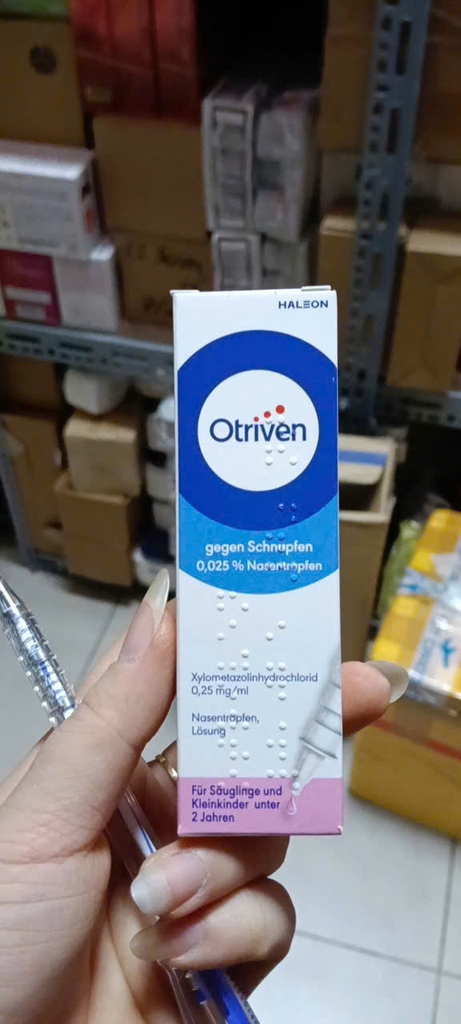 HALEON
Otriven
gegen Schnupfen
0,025 % Nasentropfen
Xylometazolinhydrochlorid
0,25 mg/ml
Nasentropfen,
Lösung
Für Säuglinge und
Kleinkinder unter
2 Jahren